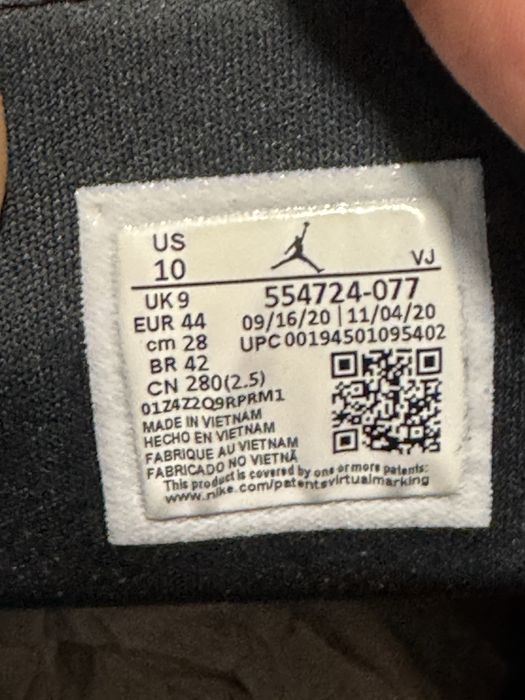 US
10
VJ
UK 9
554724-077
EUR 44
09/16/20 | 11/04/20
cm 28
UPC 00194501095402
BR 42
CN 280(2.5)
01Z4Z2Q9RPRM1
MADE IN VIETNAM
HECHO EN VIETNAM
FABRIQUE AU VIETNAM
FABRICADO NO VIETNÃ
This product is covered by one or more patents:
www.nike.com/patentsvirtualmarking